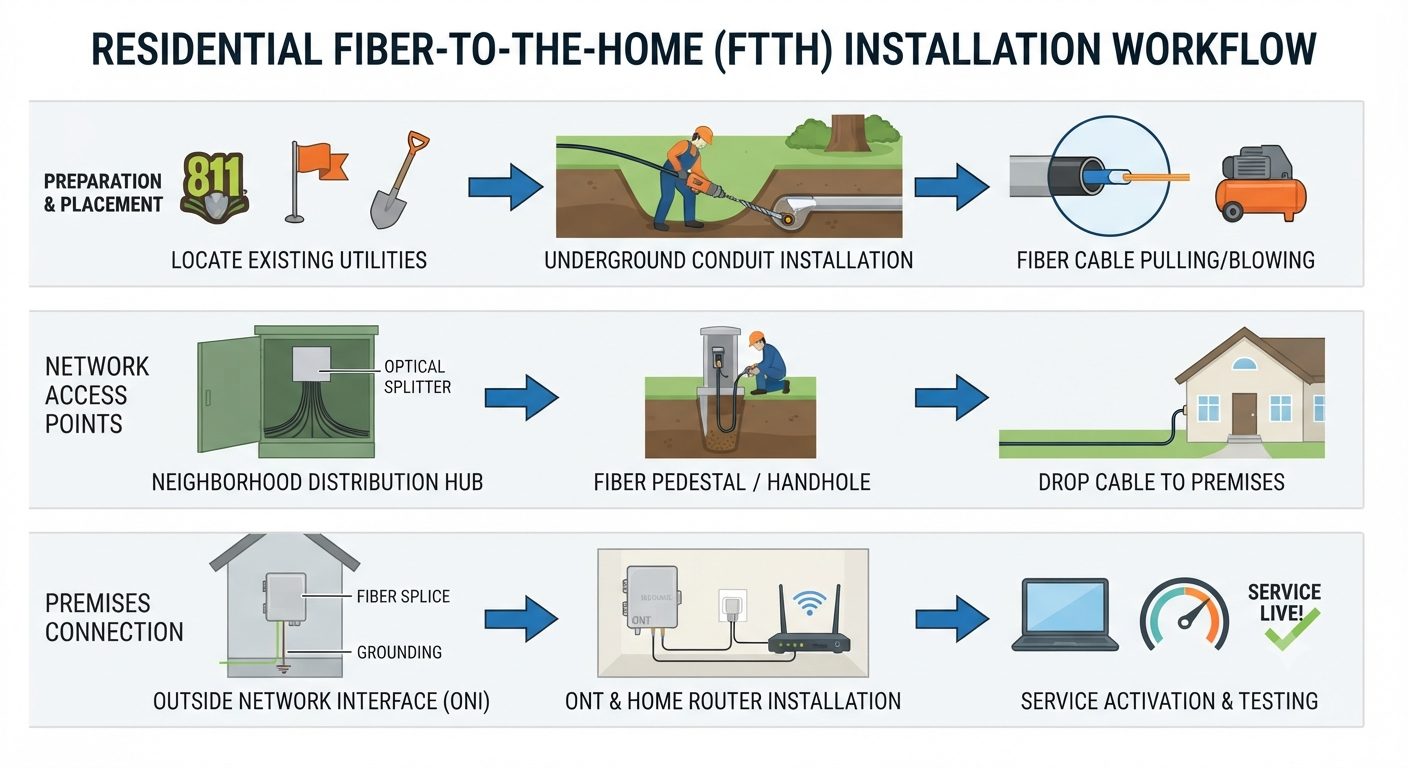 RESIDENTIAL FIBER-TO-THE-HOME (FTTH) INSTALLATION WORKFLOW
PREPARATION
& PLACEMENT
811
LOCATE EXISTING UTILITIES
UNDERGROUND CONDUIT INSTALLATION
FIBER CABLE PULLING/BLOWING
NETWORK
ACCESS
POINTS
OPTICAL
SPLITTER
NEIGHBORHOOD DISTRIBUTION HUB
FIBER PEDESTAL / HANDHOLE
DROP CABLE TO PREMISES
PREMISES
CONNECTION
FIBER SPLICE
GROUNDING
OUTSIDE NETWORK INTERFACE (ONI)
ONT
ONT & HOME ROUTER INSTALLATION
SERVICE
LIVE!
SERVICE ACTIVATION & TESTING